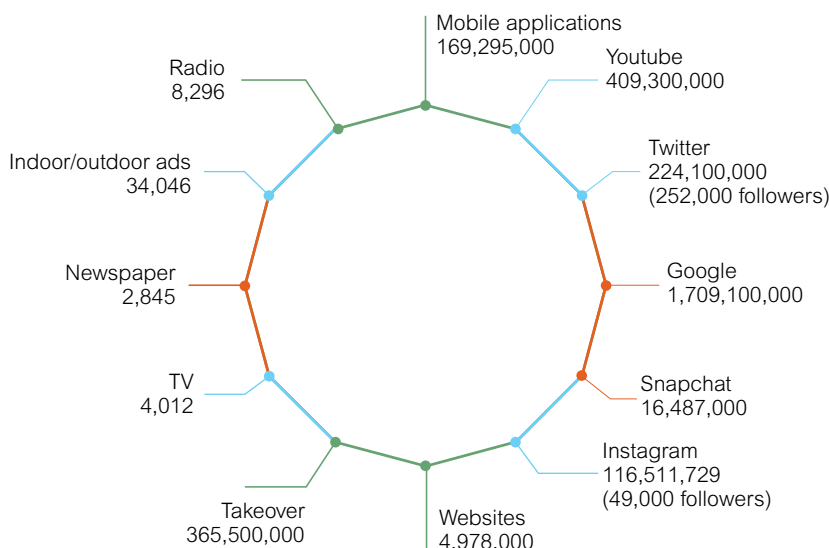 Mobile applications
169,295,000
Youtube
409,300,000
Twitter
224,100,000
(252,000 followers)
Google
1,709,100,000
Snapchat
16,487,000
Instagram
116,511,729
(49,000 followers)
Websites
4,978,000
Takeover
365,500,000
TV
4,012
Newspaper
2,845
Indoor/outdoor ads
34,046
Radio
8,296